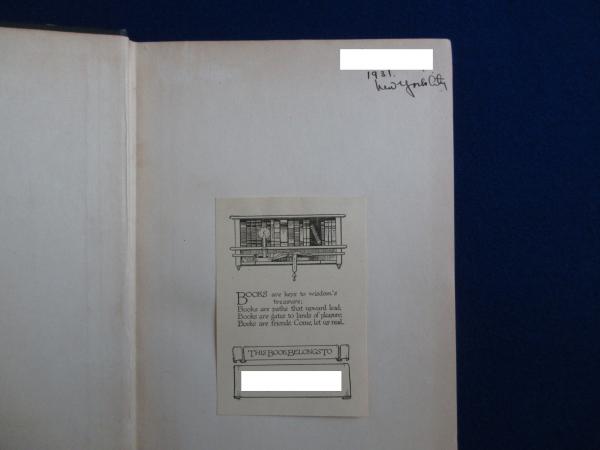 1931.
New York City
BOOKS are keys to wisdom's
treasure;
Books are paths that upward lead;
Books are gates to lands of pleasure;
Books are friends. Come, let us read.
THIS BOOK BELONGS TO